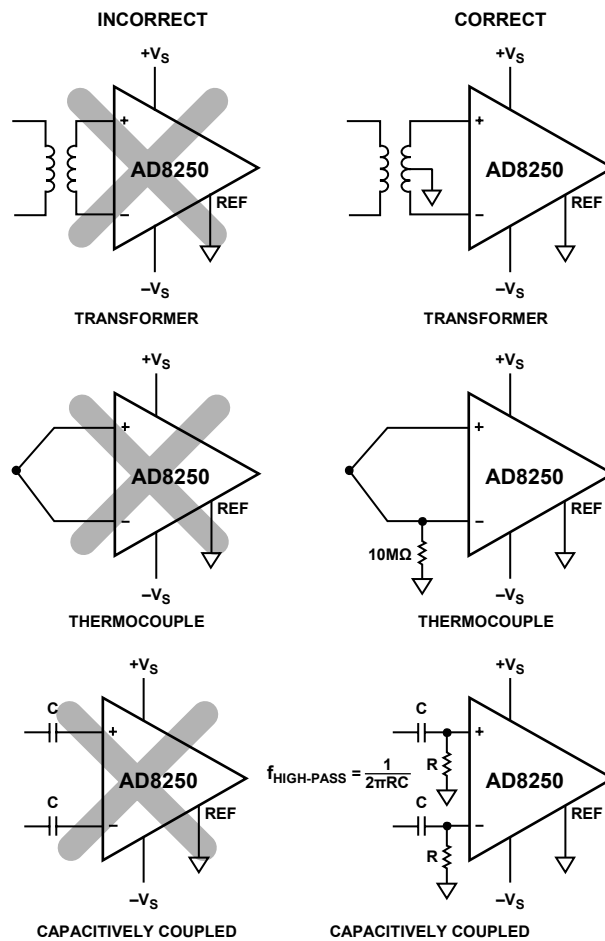 INCORRECT
CORRECT
+VS
+
AD8250
−
REF
−VS
TRANSFORMER
+VS
+
AD8250
−
REF
−VS
TRANSFORMER
+VS
+
AD8250
−
REF
−VS
THERMOCOUPLE
+VS
+
AD8250
−
REF
10MΩ
−VS
THERMOCOUPLE
+VS
C
+
AD8250
C
−
REF
−VS
CAPACITIVELY COUPLED
fHIGH-PASS = 1
2πRC
+VS
C
+
R
AD8250
C
−
R
REF
−VS
CAPACITIVELY COUPLED